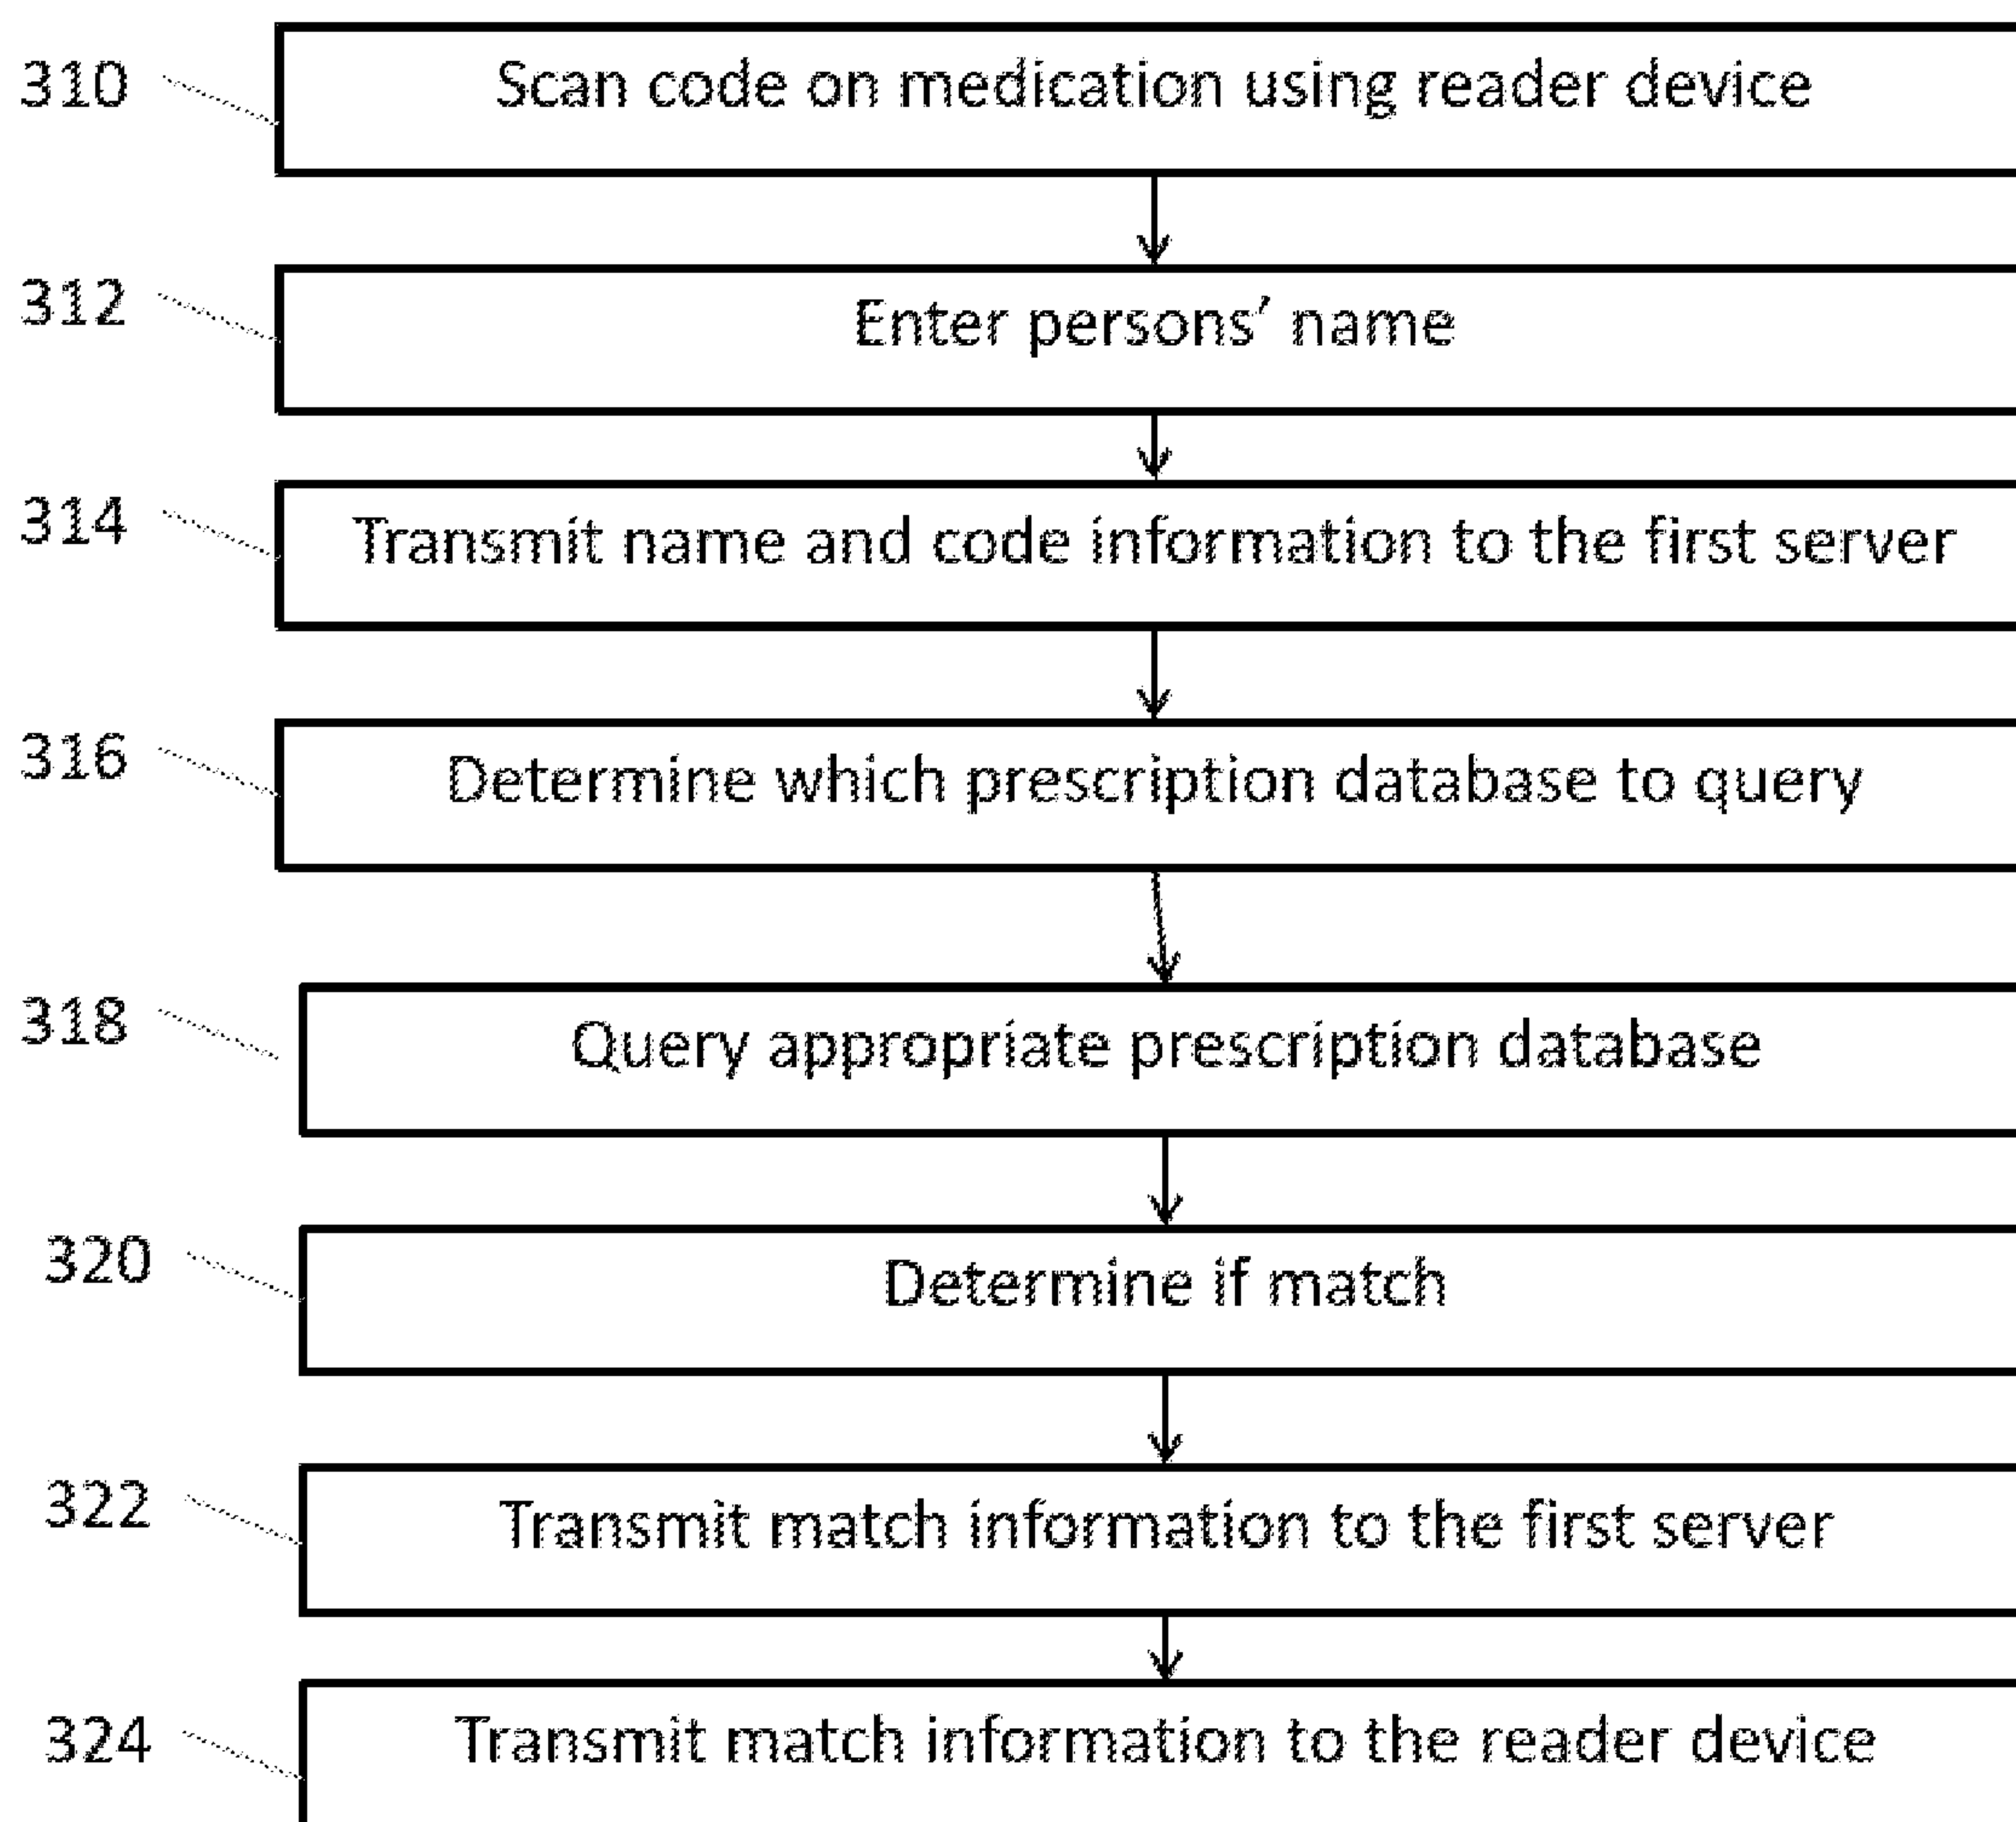 310 Scan code on medication using reader device
312 Enter persons’ name
314 Transmit name and code information to the first server
316 Determine which prescription database to query
318 Query appropriate prescription database
320 Determine if match
322 Transmit match information to the first server
324 Transmit match information to the reader device